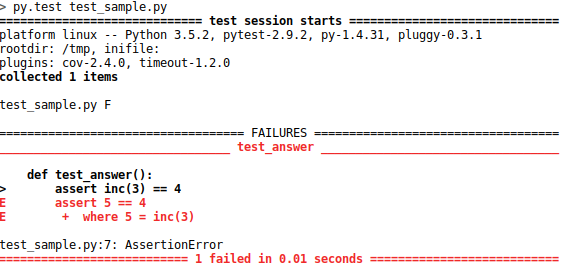 > py.test test_sample.py
============================= test session starts ==============================
platform linux -- Python 3.5.2, pytest-2.9.2, py-1.4.31, pluggy-0.3.1
rootdir: /tmp, inifile:
plugins: cov-2.4.0, timeout-1.2.0
collected 1 items

test_sample.py F

=================================== FAILURES ===================================
_________________________________ test_answer __________________________________

    def test_answer():
>       assert inc(3) == 4
E       assert 5 == 4
E        +  where 5 = inc(3)

test_sample.py:7: AssertionError
=========================== 1 failed in 0.01 seconds ===========================